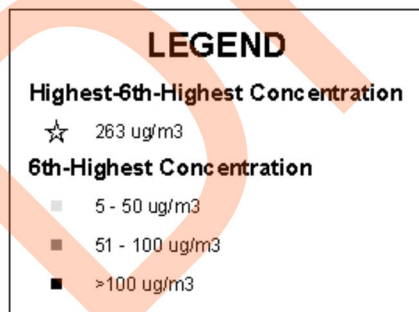 LEGEND
Highest-6th-Highest Concentration
263 ug/m3
6th-Highest Concentration
5 - 50 ug/m3
51 - 100 ug/m3
>100 ug/m3